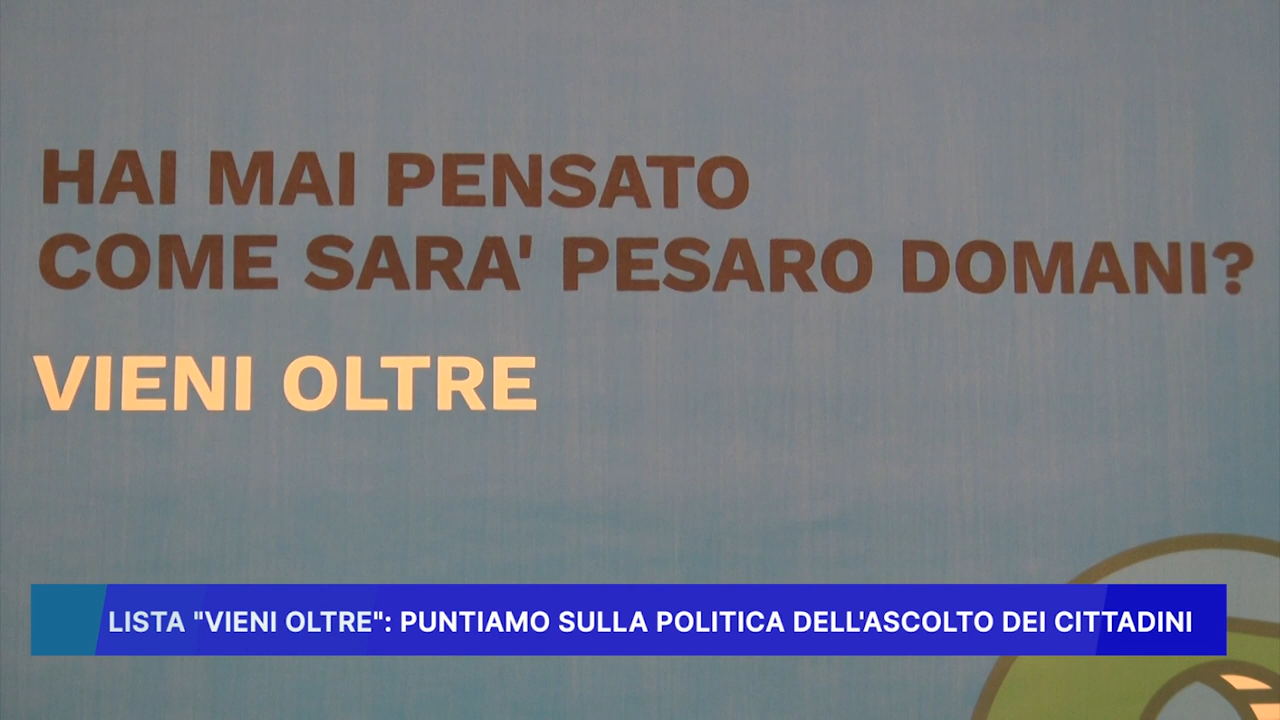 HAI MAI PENSATO
COME SARA' PESARO DOMANI?
VIENI OLTRE
LISTA "VIENI OLTRE": PUNTIAMO SULLA POLITICA DELL'ASCOLTO DEI CITTADINI